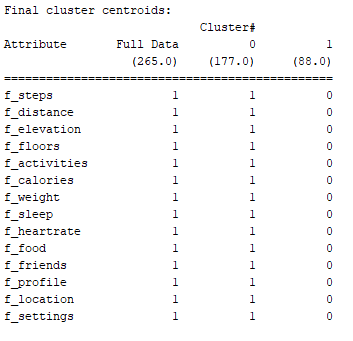 Final cluster centroids:
Cluster#
Attribute Full Data 0 1
(265.0) (177.0) (88.0)
==================================================
f_steps 1 1 0
f_distance 1 1 0
f_elevation 1 1 0
f_floors 1 1 0
f_activities 1 1 0
f_calories 1 1 0
f_weight 1 1 0
f_sleep 1 1 0
f_heartrate 1 1 0
f_food 1 1 0
f_friends 1 1 0
f_profile 1 1 0
f_location 1 1 0
f_settings 1 1 0